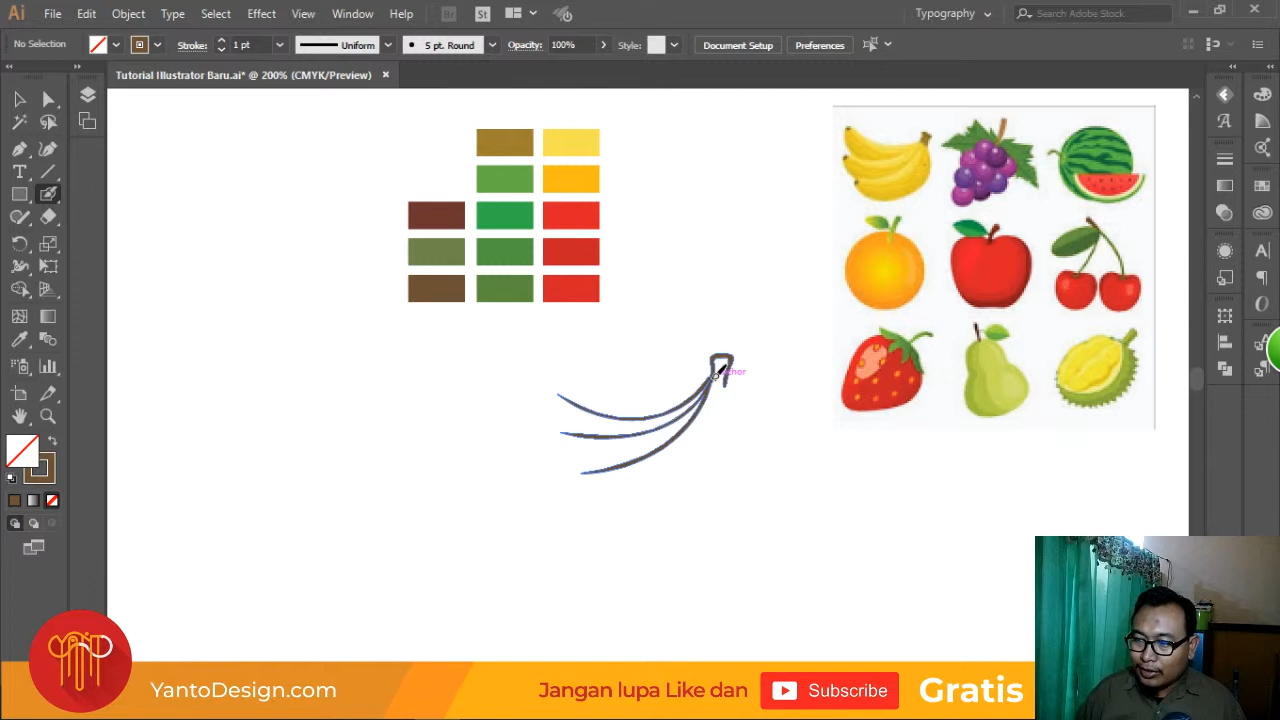 Ai File Edit Object Type Select Effect View Window Help Br St Typography Search Adobe Stock
No Selection Stroke: 1 pt Uniform 5 pt. Round Opacity: 100% Style: Document Setup Preferences
Tutorial Illustrator Baru.ai* @ 200% (CMYK/Preview)
YantoDesign.com Jangan lupa Like dan Subscribe Gratis